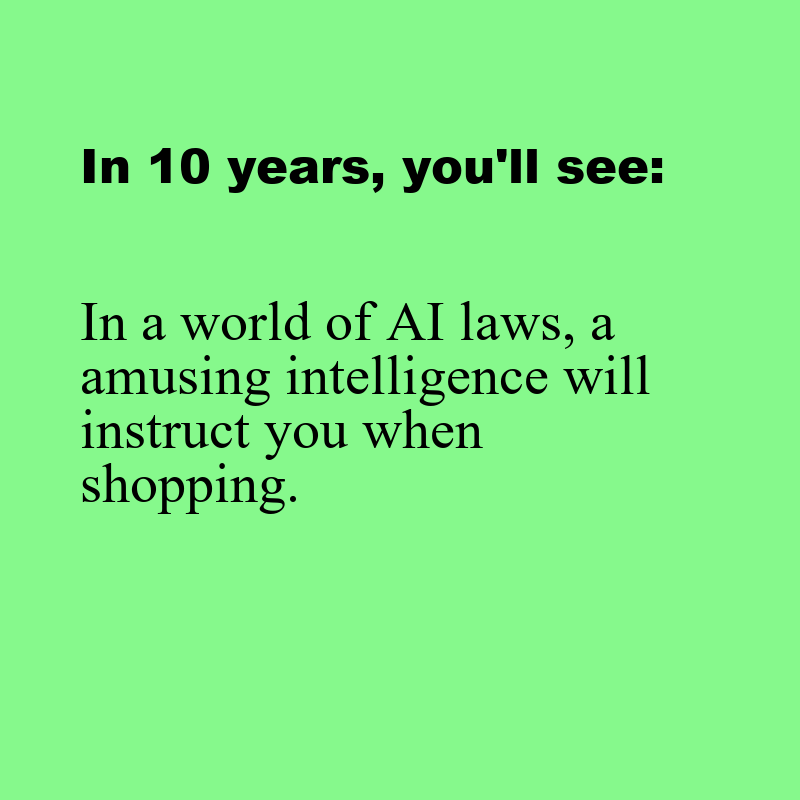 In 10 years, you'll see:
In a world of AI laws, a
amusing intelligence will
instruct you when
shopping.